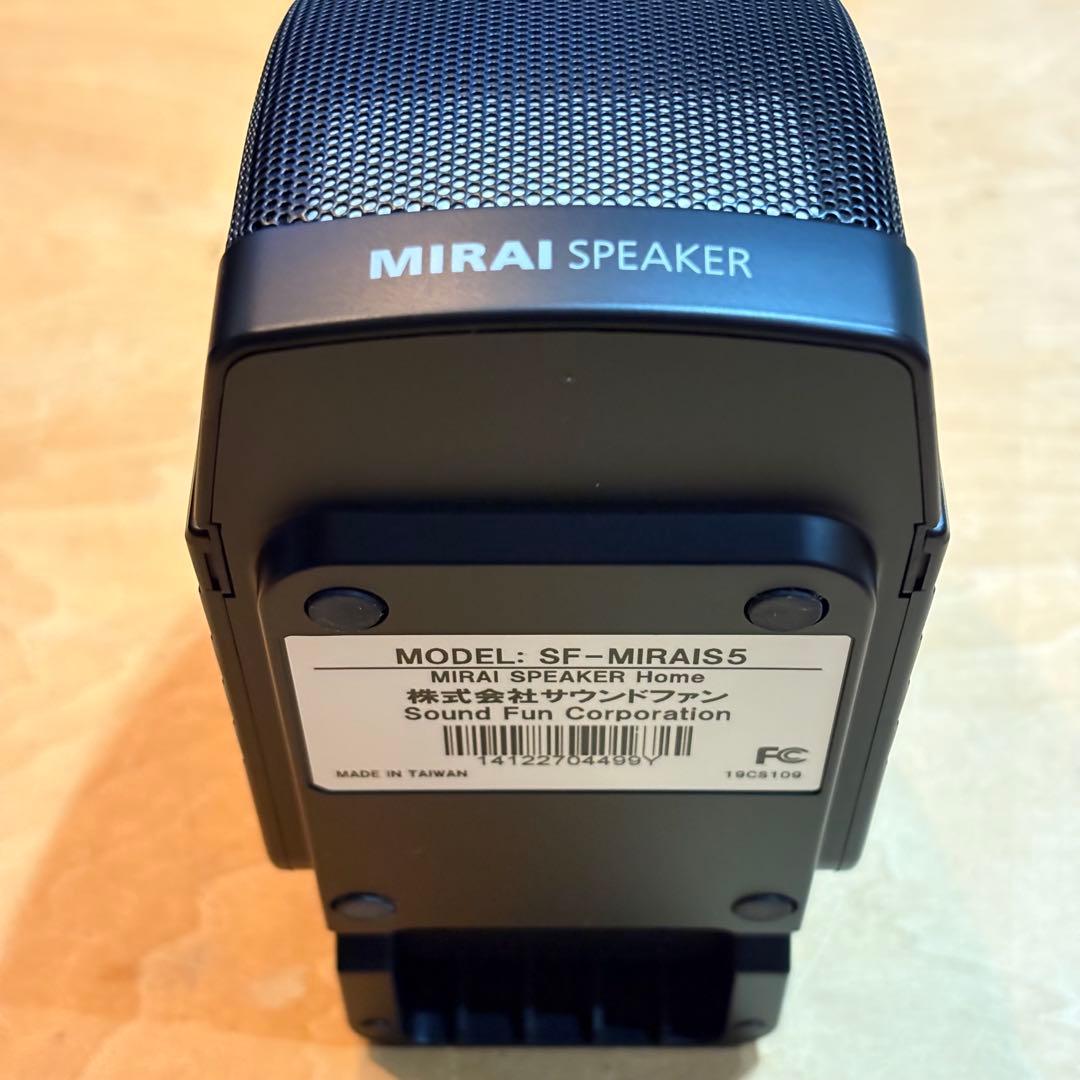 MIRAI SPEAKER
MODEL: SF-MIRAIS5
MIRAI SPEAKER Home
株式会社サウンドファン
Sound Fun Corporation
14122704499Y
FC
MADE IN TAIWAN
19CS109